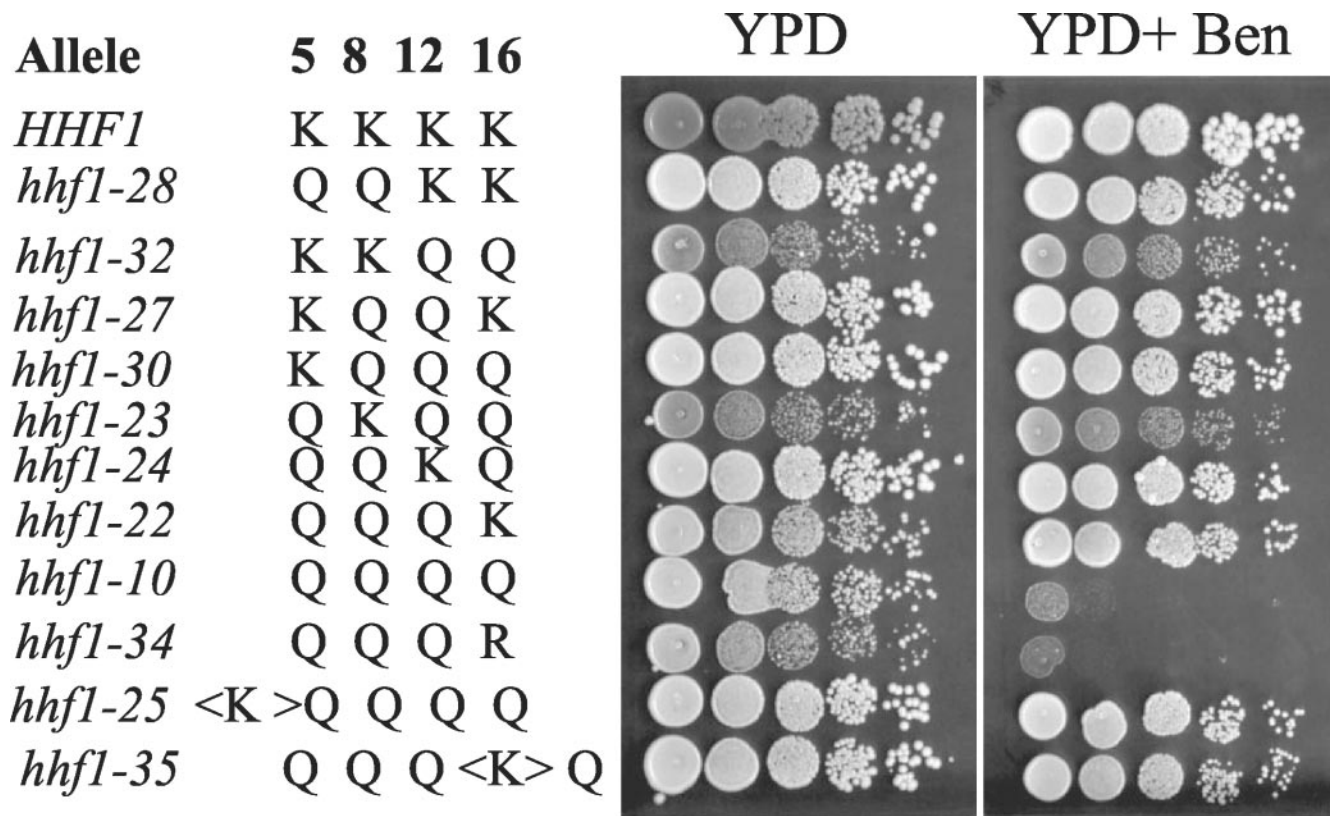 Allele 5 8 12 16 YPD YPD+ Ben
HHF1 K K K K
hhf1-28 Q Q K K
hhf1-32 K K Q Q
hhf1-27 K Q Q K
hhf1-30 K Q Q Q
hhf1-23 Q K Q Q
hhf1-24 Q Q K Q
hhf1-22 Q Q Q K
hhf1-10 Q Q Q Q
hhf1-34 Q Q Q R
hhf1-25 <K >Q Q Q Q
hhf1-35 Q Q Q <K> Q